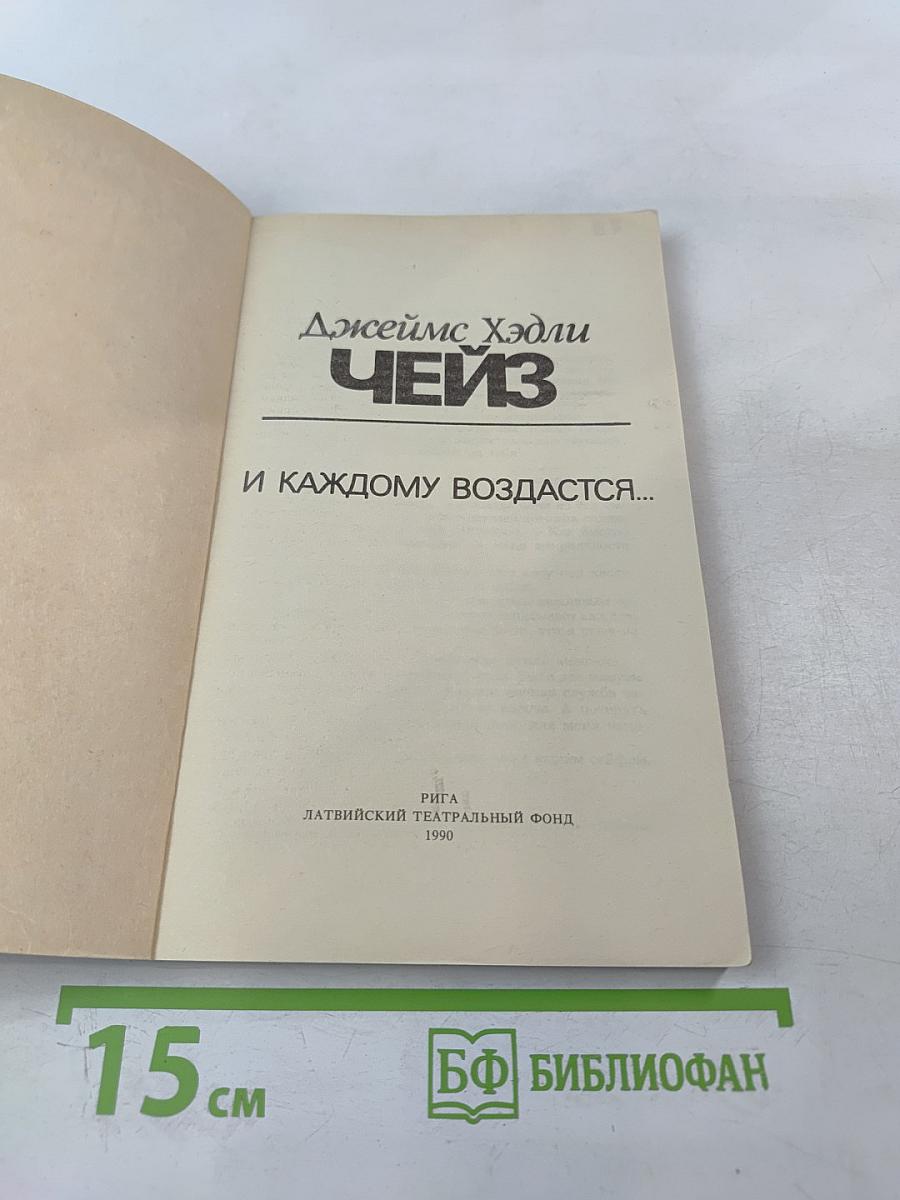 Джеймс Хэдли
ЧЕЙЗ
И КАЖДОМУ ВОЗДАСТСЯ...
РИГА
ЛАТВИЙСКИЙ ТЕАТРАЛЬНЫЙ ФОНД
1990
15 см
БФ БИБЛИОФАН